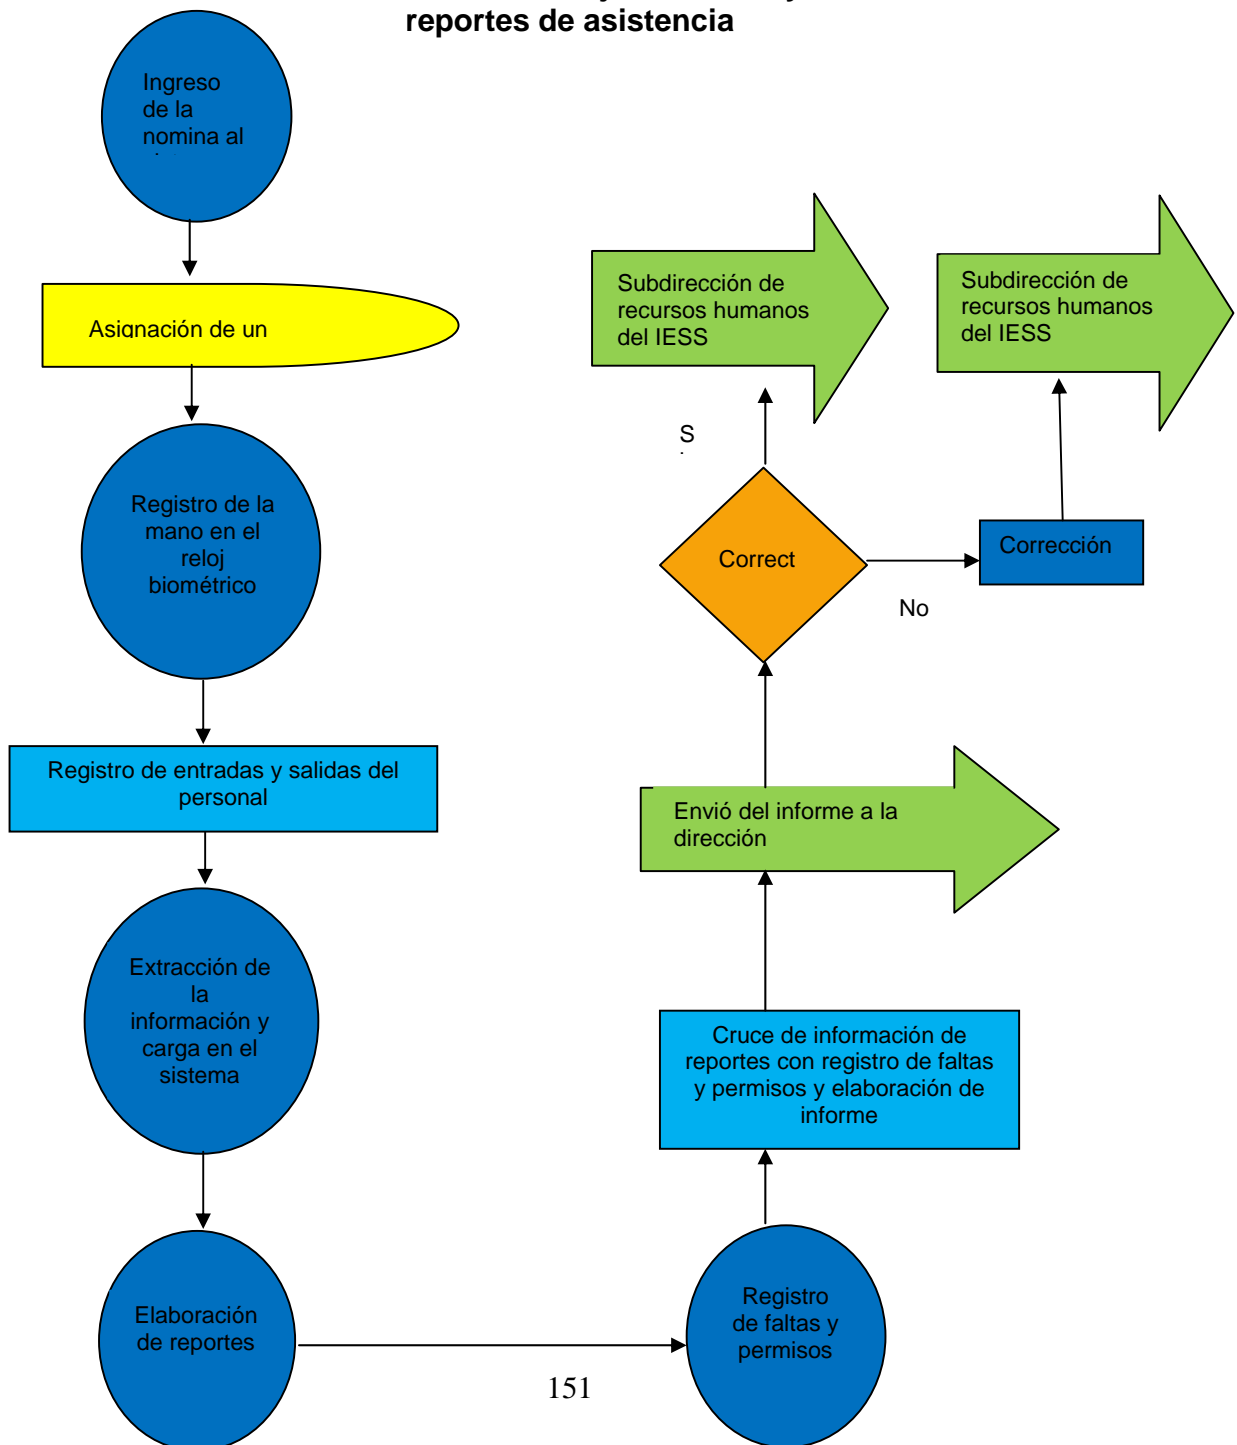 reportes de asistencia
Ingreso
de la
nomina al
Asignación de un
Registro de la
mano en el
reloj
biométrico
Registro de entradas y salidas del
personal
Extracción de
la
información y
carga en el
sistema
Elaboración
de reportes
Registro
de faltas y
permisos
Cruce de información de
reportes con registro de faltas
y permisos y elaboración de
informe
Envió del informe a la
dirección
Correct
No
Corrección
S
Subdirección de
recursos humanos
del IESS
Subdirección de
recursos humanos
del IESS
151